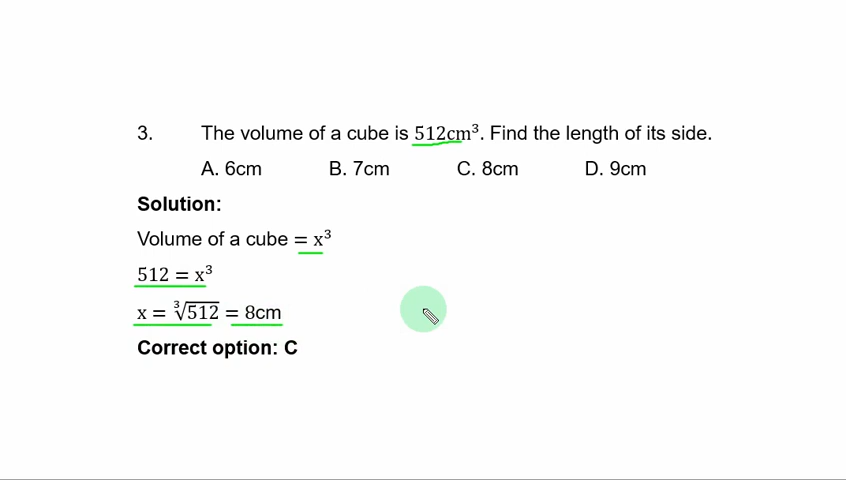 3. The volume of a cube is 512cm³. Find the length of its side.
A. 6cm B. 7cm C. 8cm D. 9cm
Solution:
Volume of a cube = x³
512 = x³
x = ∛512 = 8cm
Correct option: C